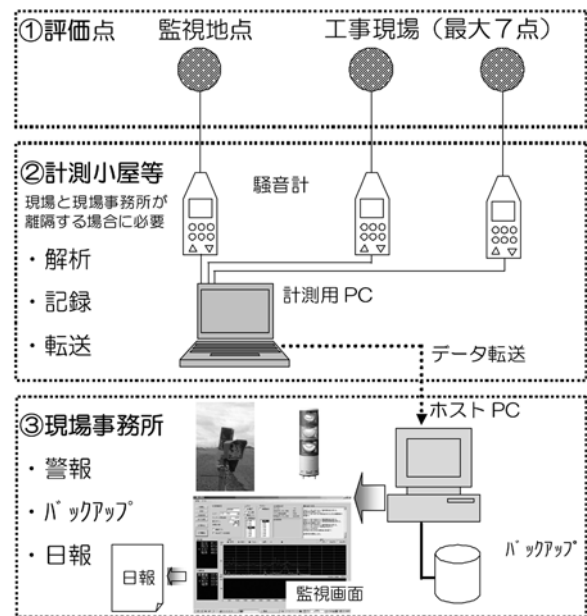 ①評価点
監視地点
工事現場（最大７点）
②計測小屋等
騒音計
現場と現場事務所が
離隔する場合に必要
・解析
・記録
・転送
計測用 PC
データ転送
③現場事務所
ホスト PC
・警報
・ﾊﾞｯｸｱｯﾌﾟ
・日報
日報
監視画面
ﾊﾞｯｸｱｯﾌﾟ